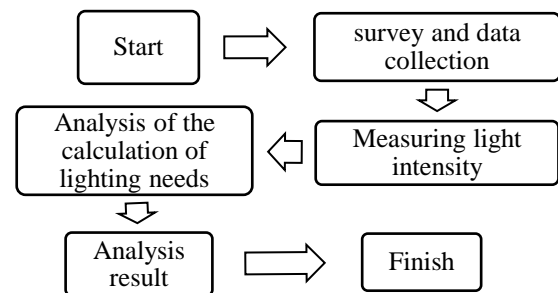 Start
survey and data
collection
Measuring light
intensity
Analysis of the
calculation of
lighting needs
Analysis
result
Finish